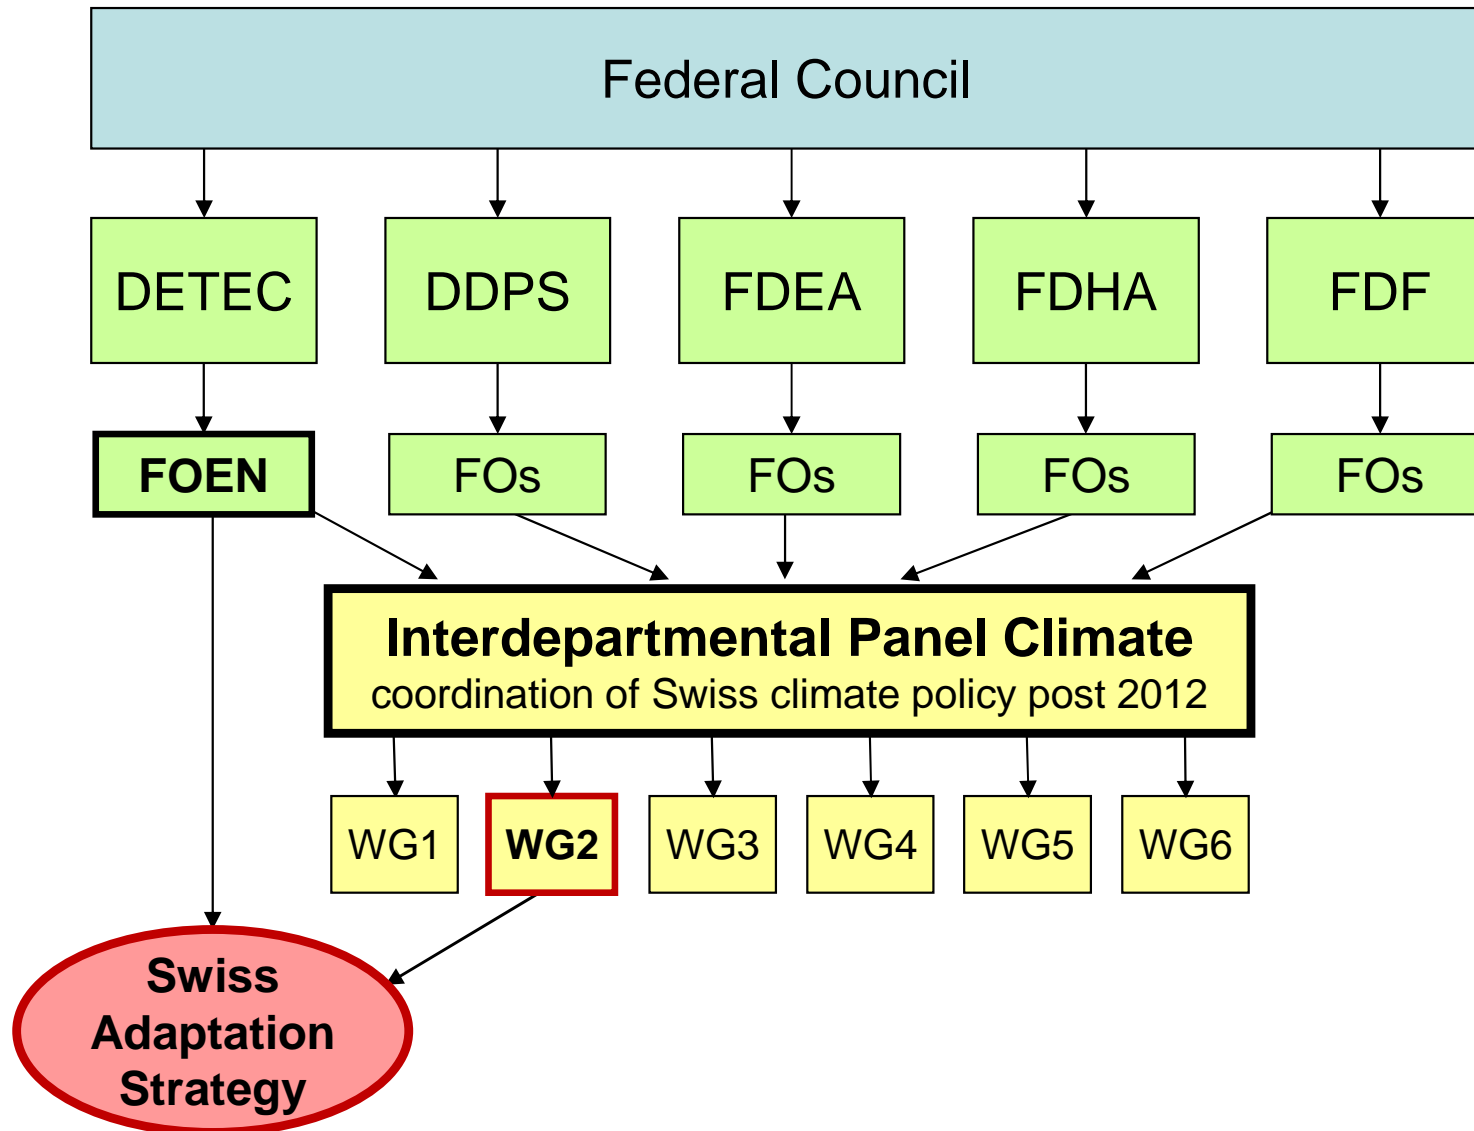 Federal Council
DETEC
DDPS
FDEA
FDHA
FDF
FOEN
FOs
FOs
FOs
FOs
Interdepartmental Panel Climate
coordination of Swiss climate policy post 2012
WG1
WG2
WG3
WG4
WG5
WG6
Swiss
Adaptation
Strategy